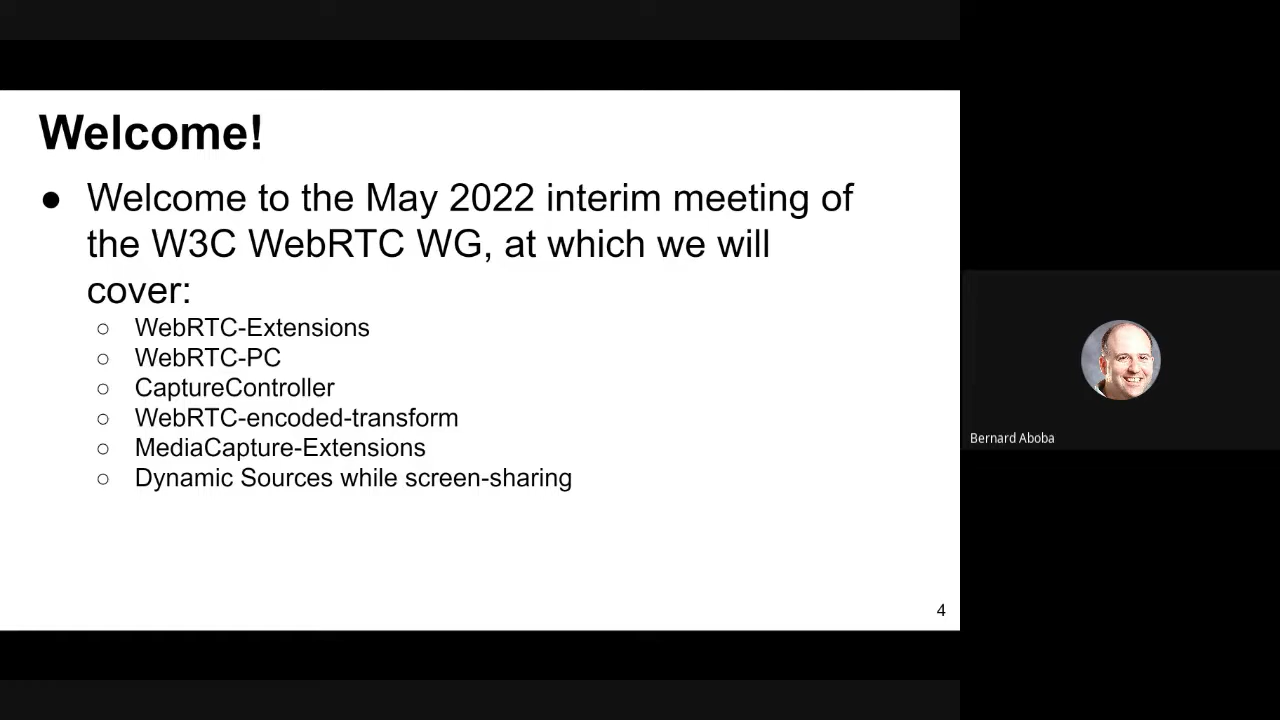 Welcome!
● Welcome to the May 2022 interim meeting of
the W3C WebRTC WG, at which we will
cover:
○ WebRTC-Extensions
○ WebRTC-PC
○ CaptureController
○ WebRTC-encoded-transform
○ MediaCapture-Extensions
○ Dynamic Sources while screen-sharing
4
Bernard Aboba